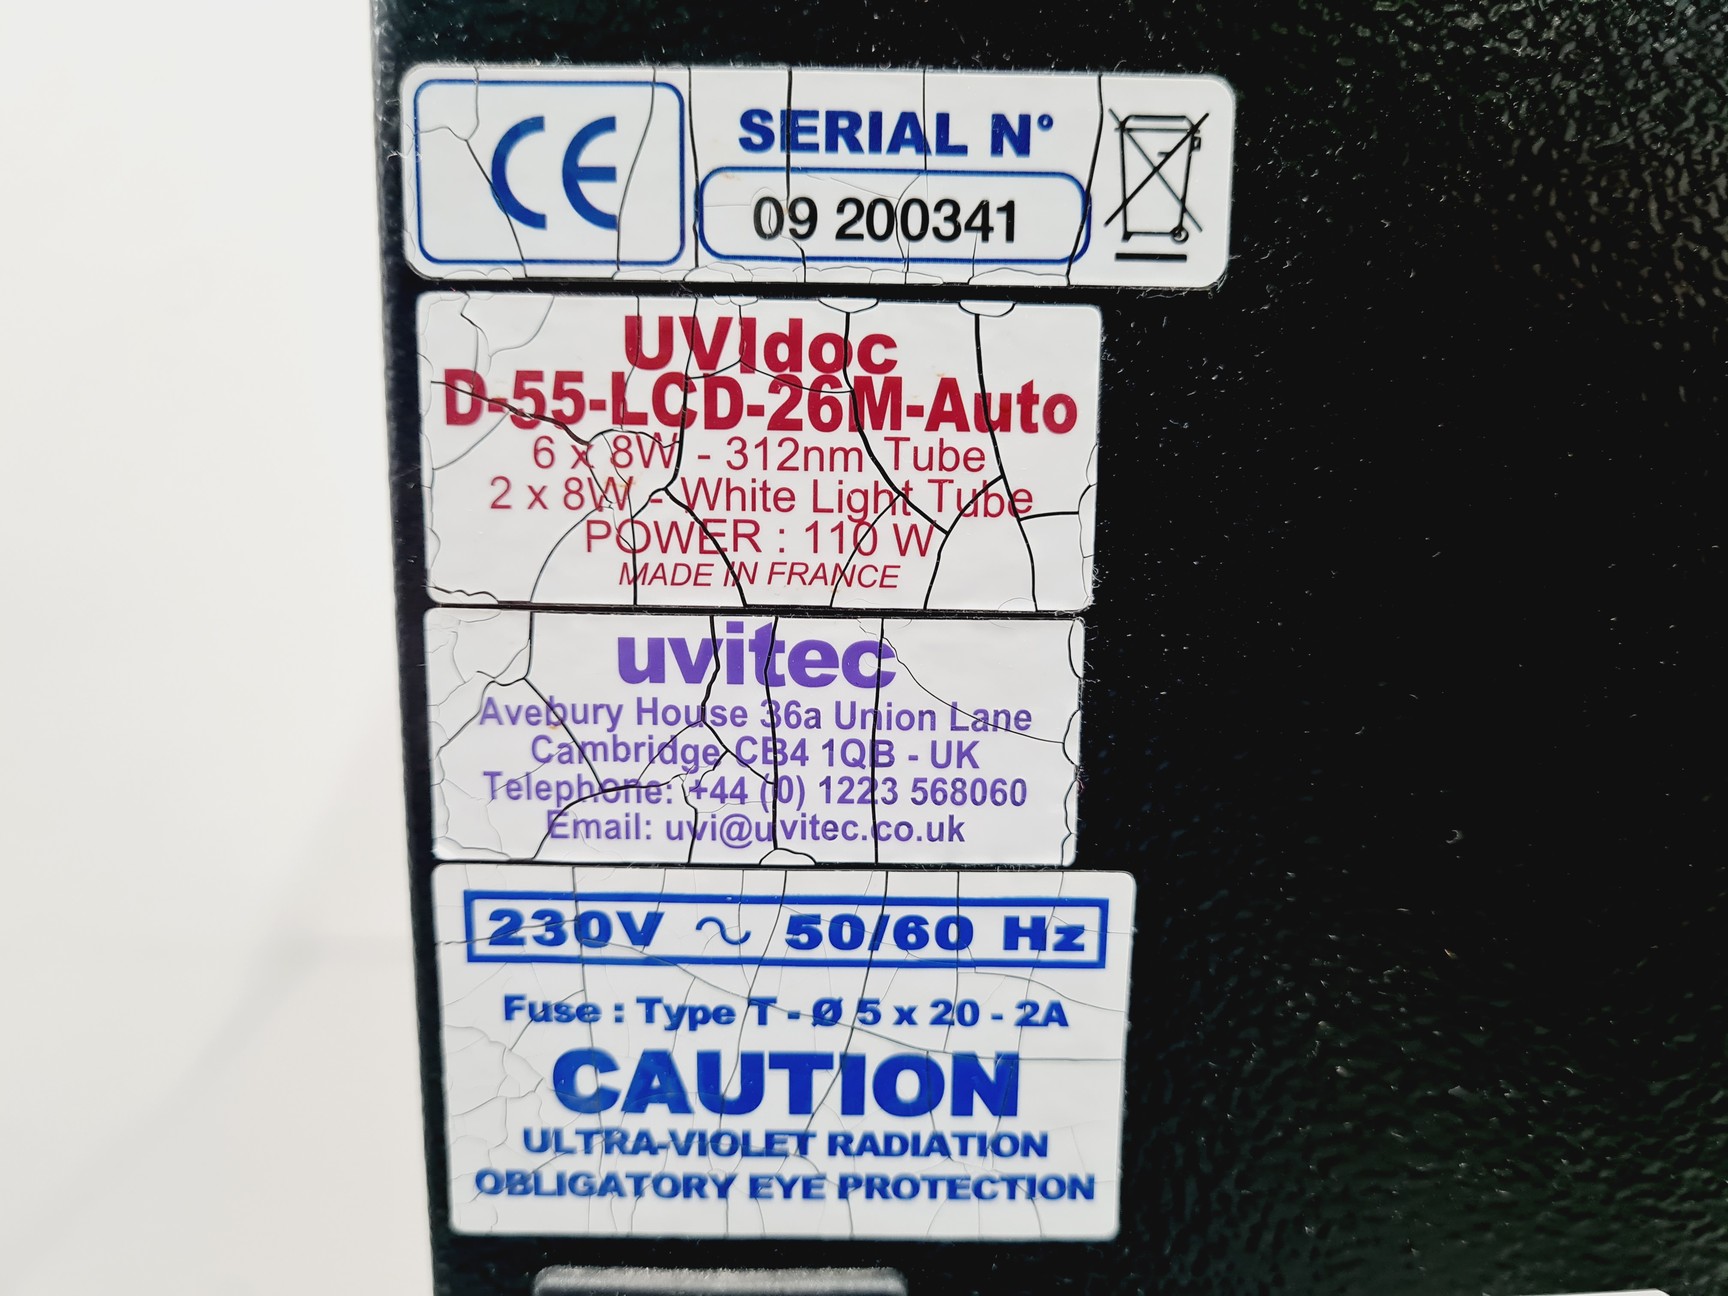 CE
SERIAL N°
09 200341
UVIdoc
D-55-LCD-26M-Auto
6 x 8W - 312nm Tube
2 x 8W - White Light Tube
POWER : 110 W
MADE IN FRANCE
uvitec
Avebury House 36a Union Lane
Cambridge CB4 1QB - UK
Telephone: +44 (0) 1223 568060
Email: uvi@uvitec.co.uk
230V ~ 50/60 Hz
Fuse : Type T - Ø 5 x 20 - 2A
CAUTION
ULTRA-VIOLET RADIATION
OBLIGATORY EYE PROTECTION